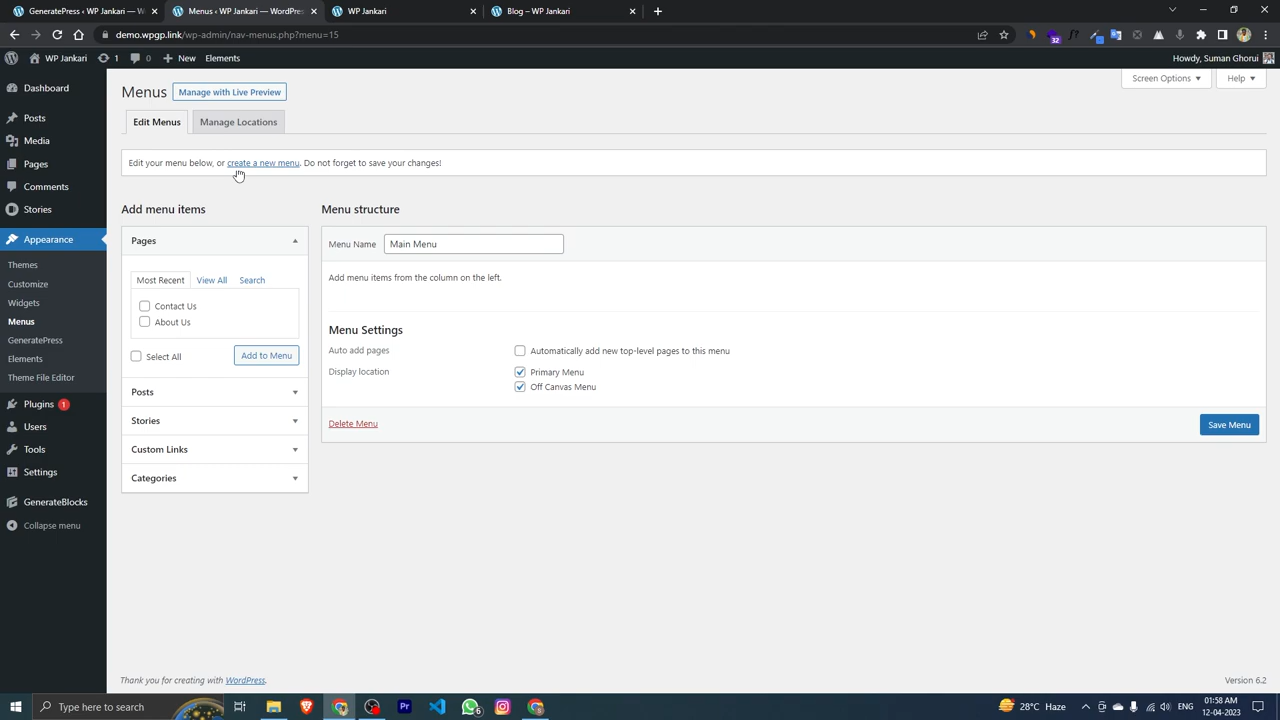 GeneratePress ‹ WP Jankari — W
Menus ‹ WP Jankari — WordPress
WP Jankari
Blog – WP Jankari
demo.wpgp.link/wp-admin/nav-menus.php?menu=15
32
WP Jankari
1
0
New
Elements
Howdy, Suman Ghorui
Dashboard
Posts
Media
Pages
Comments
Stories
Appearance
Themes
Customize
Widgets
Menus
GeneratePress
Elements
Theme File Editor
Plugins 1
Users
Tools
Settings
GenerateBlocks
Collapse menu
Screen Options
Help
Menus
Manage with Live Preview
Edit Menus
Manage Locations
Edit your menu below, or create a new menu. Do not forget to save your changes!
Add menu items
Pages
Most Recent
View All
Search
Contact Us
About Us
Select All
Add to Menu
Posts
Stories
Custom Links
Categories
Menu structure
Menu Name
Main Menu
Add menu items from the column on the left.
Menu Settings
Auto add pages
Automatically add new top-level pages to this menu
Display location
Primary Menu
Off Canvas Menu
Delete Menu
Save Menu
Thank you for creating with WordPress.
Version 6.2
Type here to search
Pr
28°C Haze
01:58 AM
12-04-2023